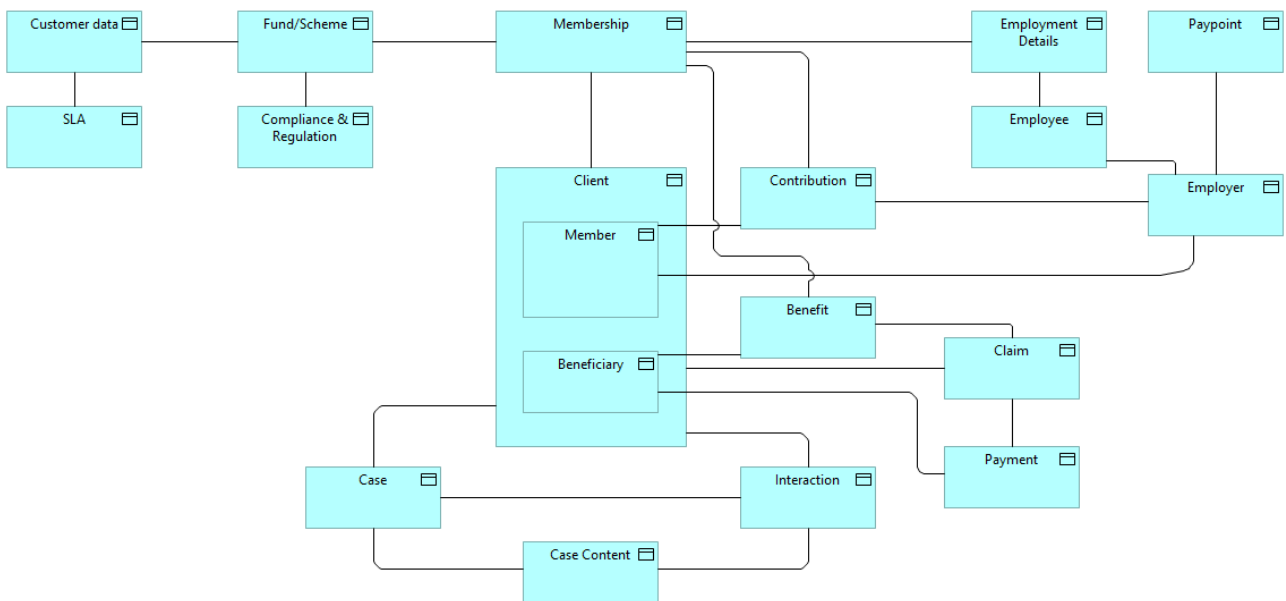 Customer data
Fund/Scheme
Membership
Employment
Details
Paypoint
SLA
Compliance &
Regulation
Employee
Client
Contribution
Employer
Member
Benefit
Claim
Beneficiary
Payment
Case
Interaction
Case Content